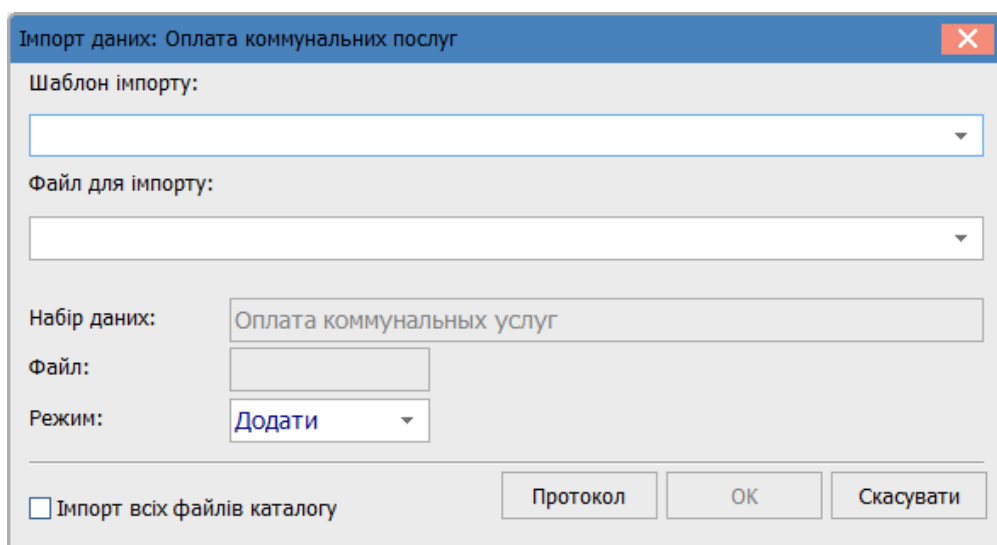 Імпорт даних: Оплата коммунальних послуг
Шаблон імпорту:
Файл для імпорту:
Набір даних: Оплата коммунальных услуг
Файл:
Режим: Додати
Імпорт всіх файлів каталогу Протокол ОК Скасувати